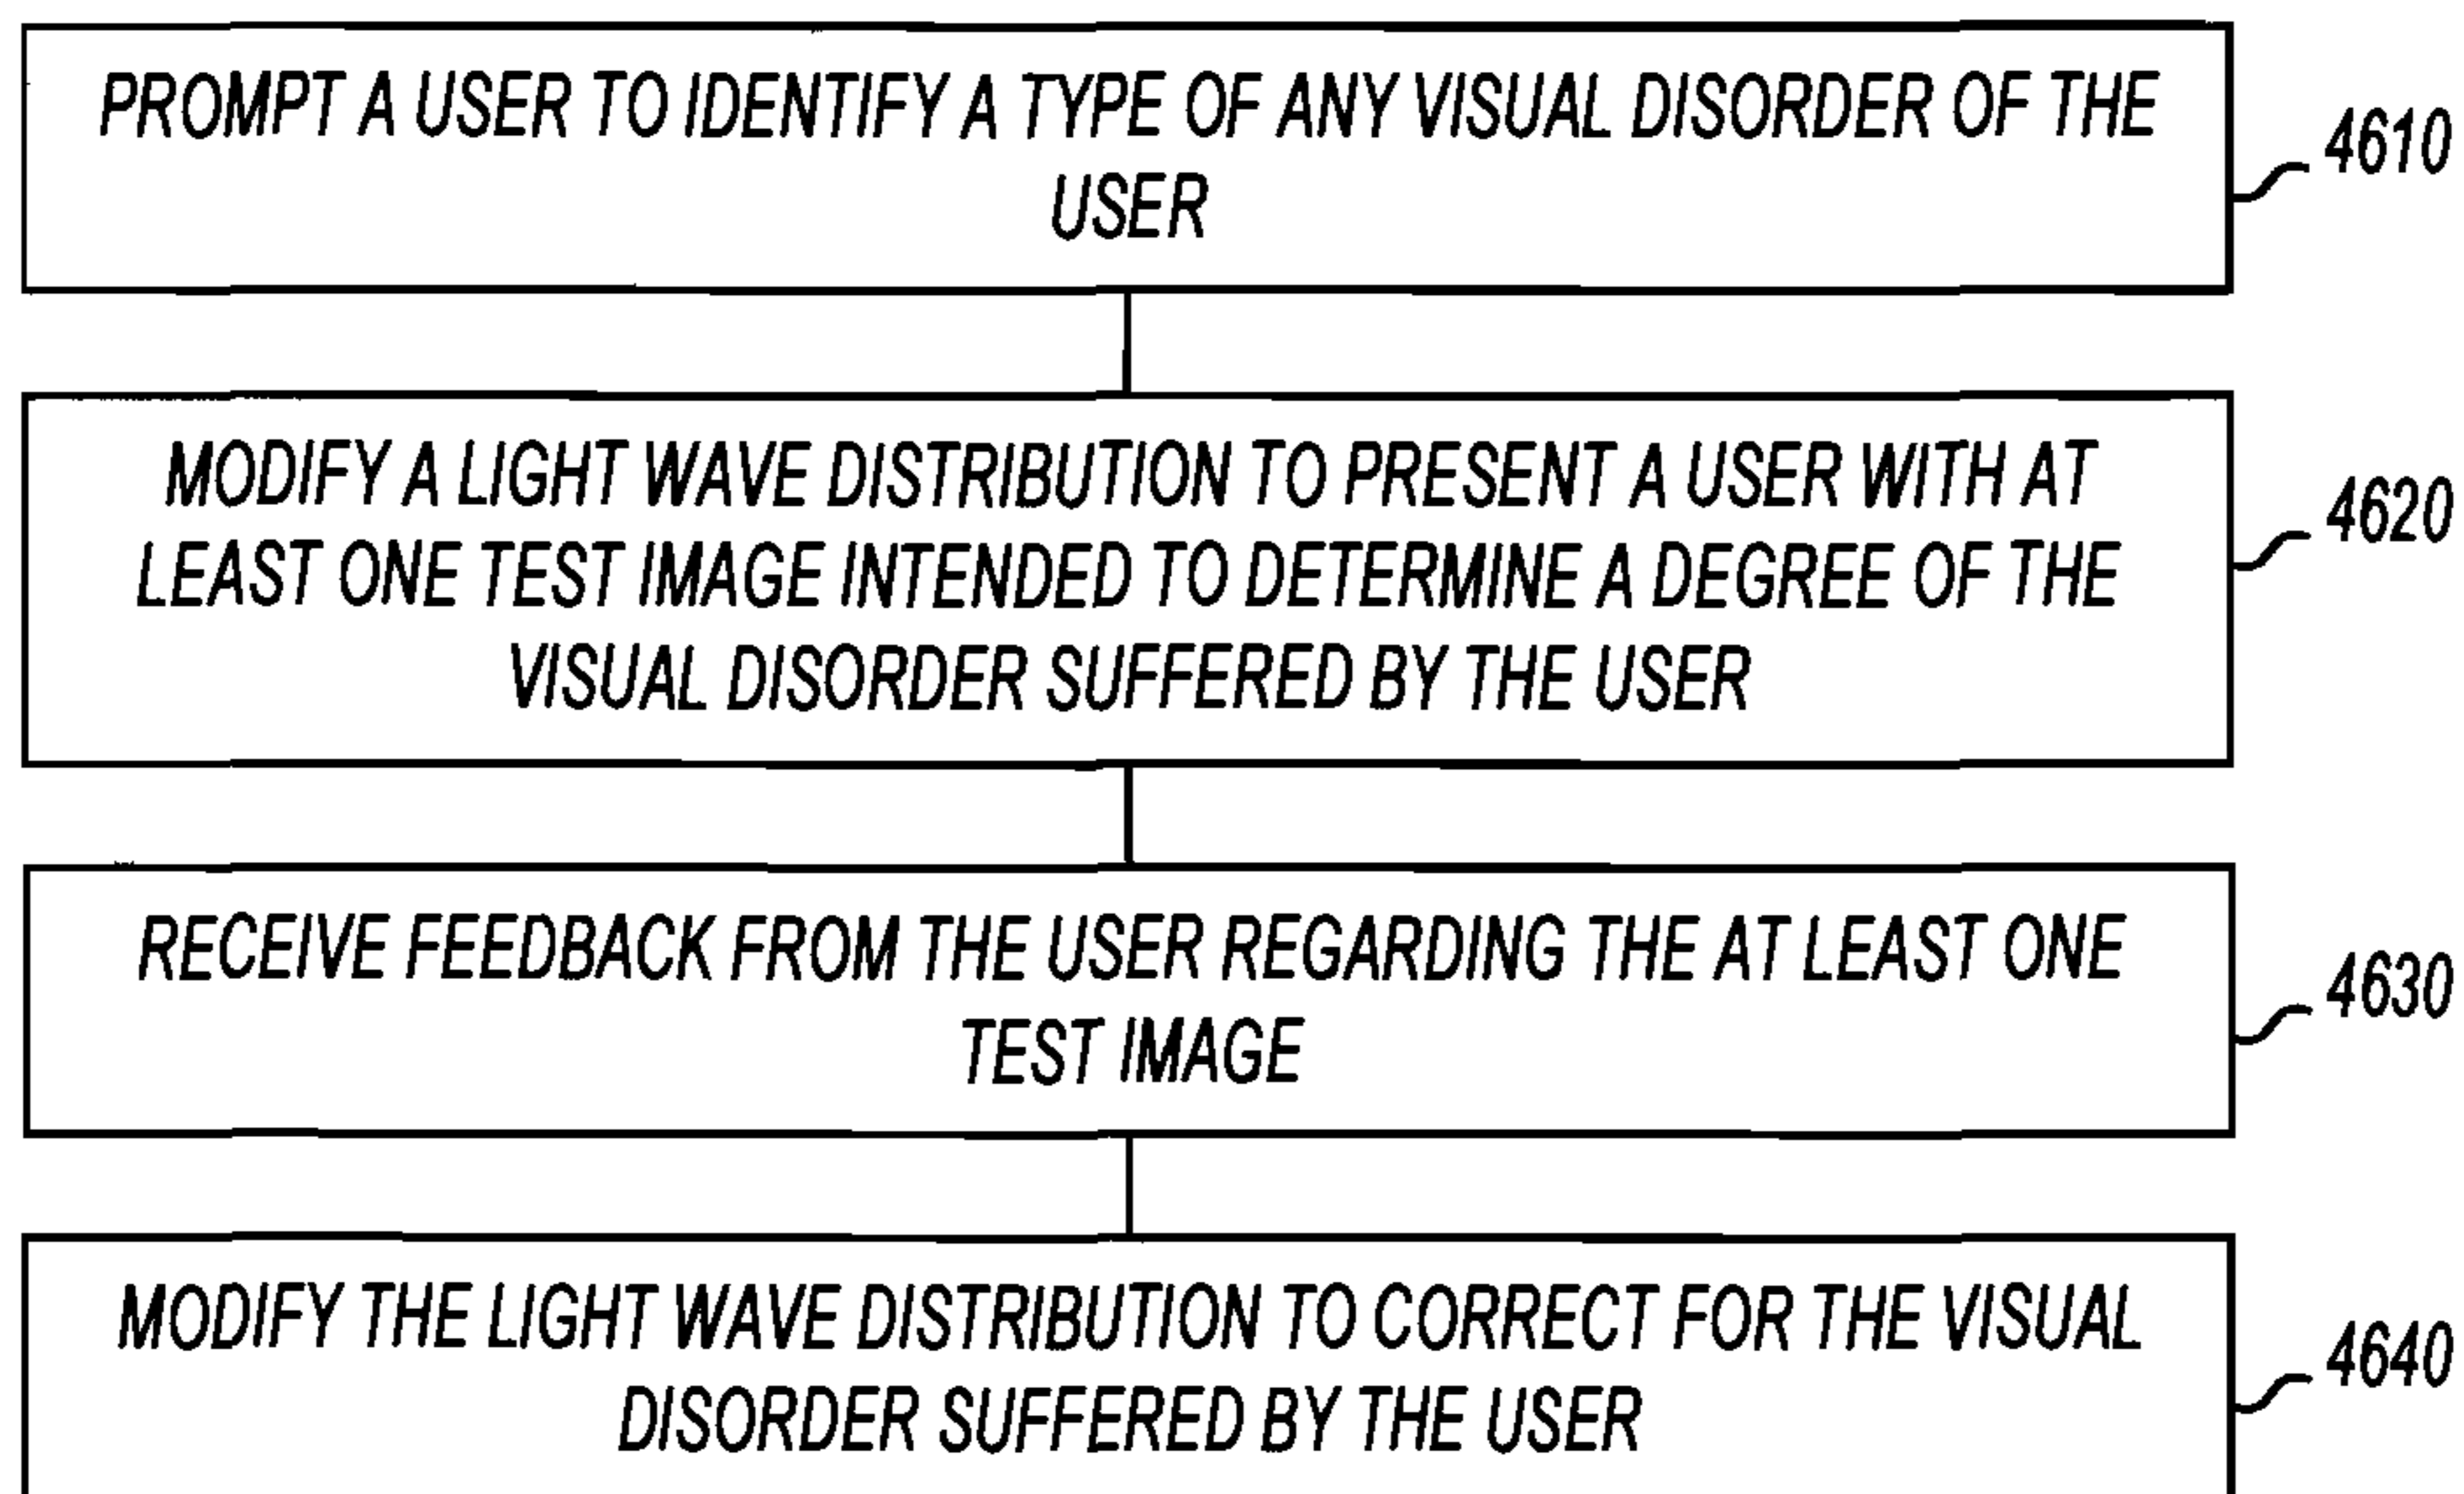 PROMPT A USER TO IDENTIFY A TYPE OF ANY VISUAL DISORDER OF THE
USER
4610
MODIFY A LIGHT WAVE DISTRIBUTION TO PRESENT A USER WITH AT
LEAST ONE TEST IMAGE INTENDED TO DETERMINE A DEGREE OF THE
VISUAL DISORDER SUFFERED BY THE USER
4620
RECEIVE FEEDBACK FROM THE USER REGARDING THE AT LEAST ONE
TEST IMAGE
4630
MODIFY THE LIGHT WAVE DISTRIBUTION TO CORRECT FOR THE VISUAL
DISORDER SUFFERED BY THE USER
4640